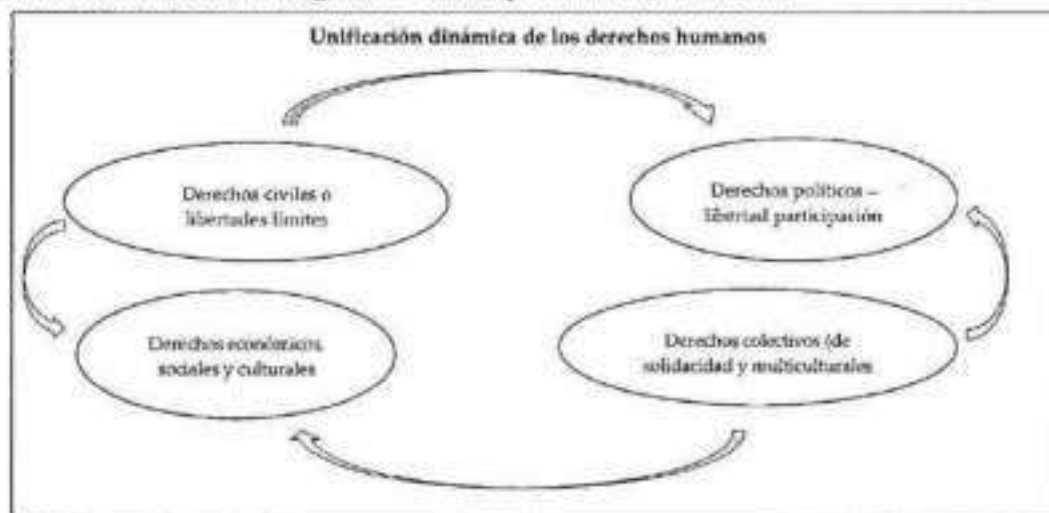 Unificación dinámica de los derechos humanos
Derechos civiles o
libertades límites
Derechos políticos –
libertad participación
Derechos económicos,
sociales y culturales
Derechos colectivos (de
solidacidad y multiculturales